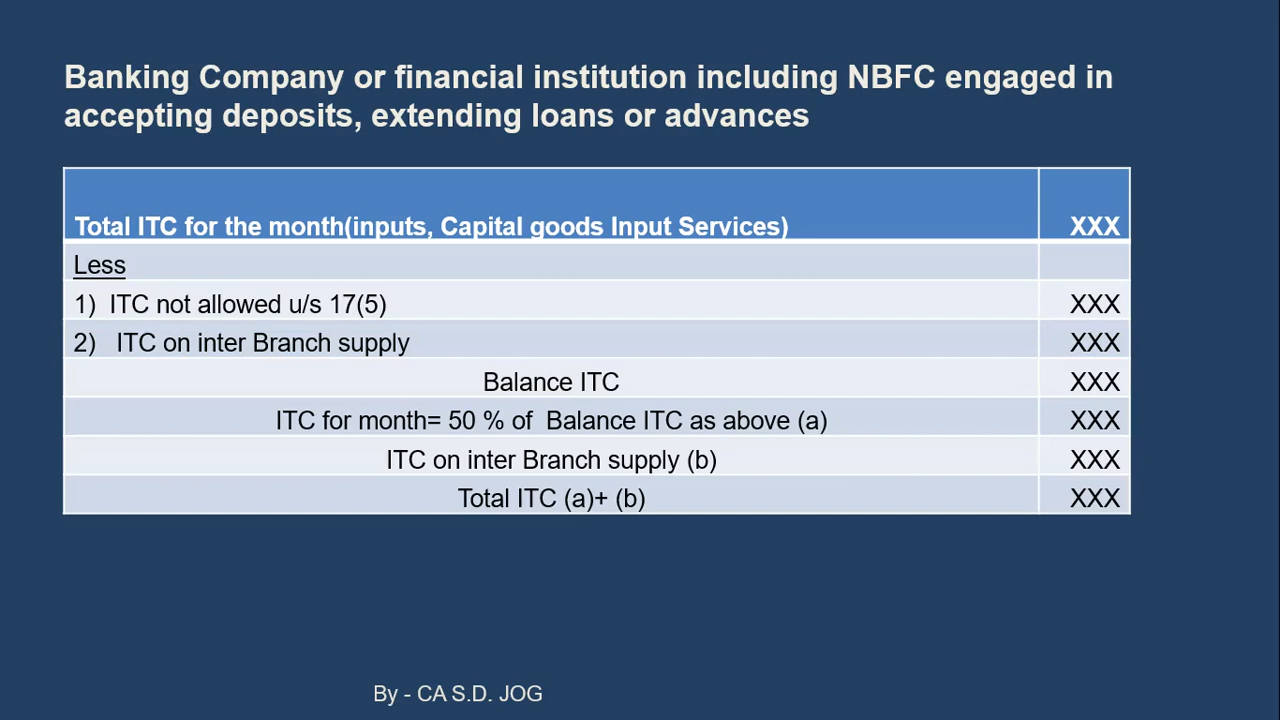 Banking Company or financial institution including NBFC engaged in
accepting deposits, extending loans or advances
Total ITC for the month(inputs, Capital goods Input Services) XXX
Less
1) ITC not allowed u/s 17(5) XXX
2) ITC on inter Branch supply XXX
Balance ITC XXX
ITC for month= 50 % of Balance ITC as above (a) XXX
ITC on inter Branch supply (b) XXX
Total ITC (a)+ (b) XXX
By - CA S.D. JOG